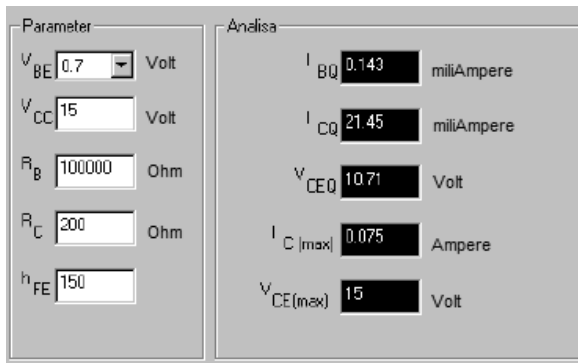 Parameter
V BE 0.7 Volt
V CC 15 Volt
R B 100000 Ohm
R C 200 Ohm
h FE 150
Analisa
I BQ 0.143 miliAmpere
I CQ 21.45 miliAmpere
V CEQ 10.71 Volt
I C |max| 0.075 Ampere
V CE(max) 15 Volt